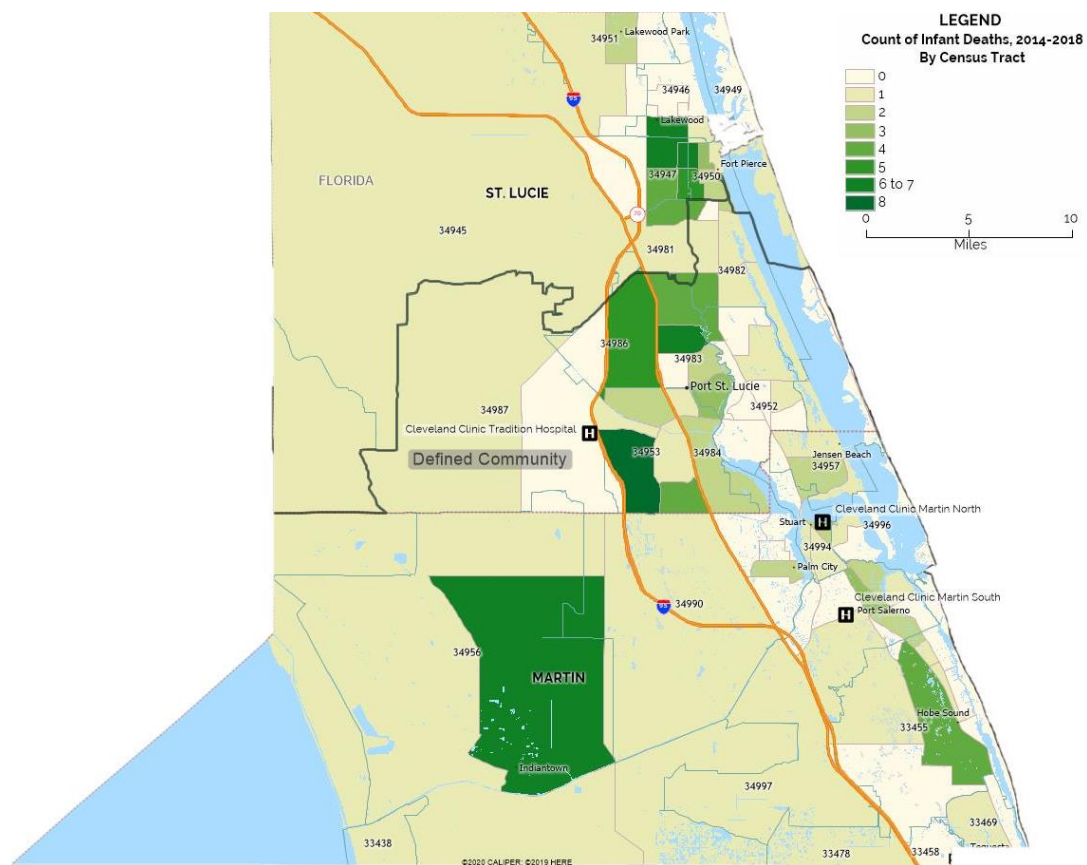 LEGEND
Count of Infant Deaths, 2014-2018
By Census Tract
0
1
2
3
4
5
6 to 7
8
0 5 10
Miles
34951
Lakewood Park
95
34946
34949
Lakewood
FLORIDA
ST. LUCIE
34947
34950
Fort Pierce
70
34945
34981
34982
34986
34983
Port St. Lucie
34987
34952
Cleveland Clinic Tradition Hospital
H
34953
34984
Defined Community
Jensen Beach
34957
Cleveland Clinic Martin North
Stuart
H
34996
34994
Palm City
Cleveland Clinic Martin South
95
34990
H
Port Salerno
34956
MARTIN
Hobe Sound
33455
Indiantown
34997
33469
33438
33478
33458
©2020 CALIPER; ©2019 HERE